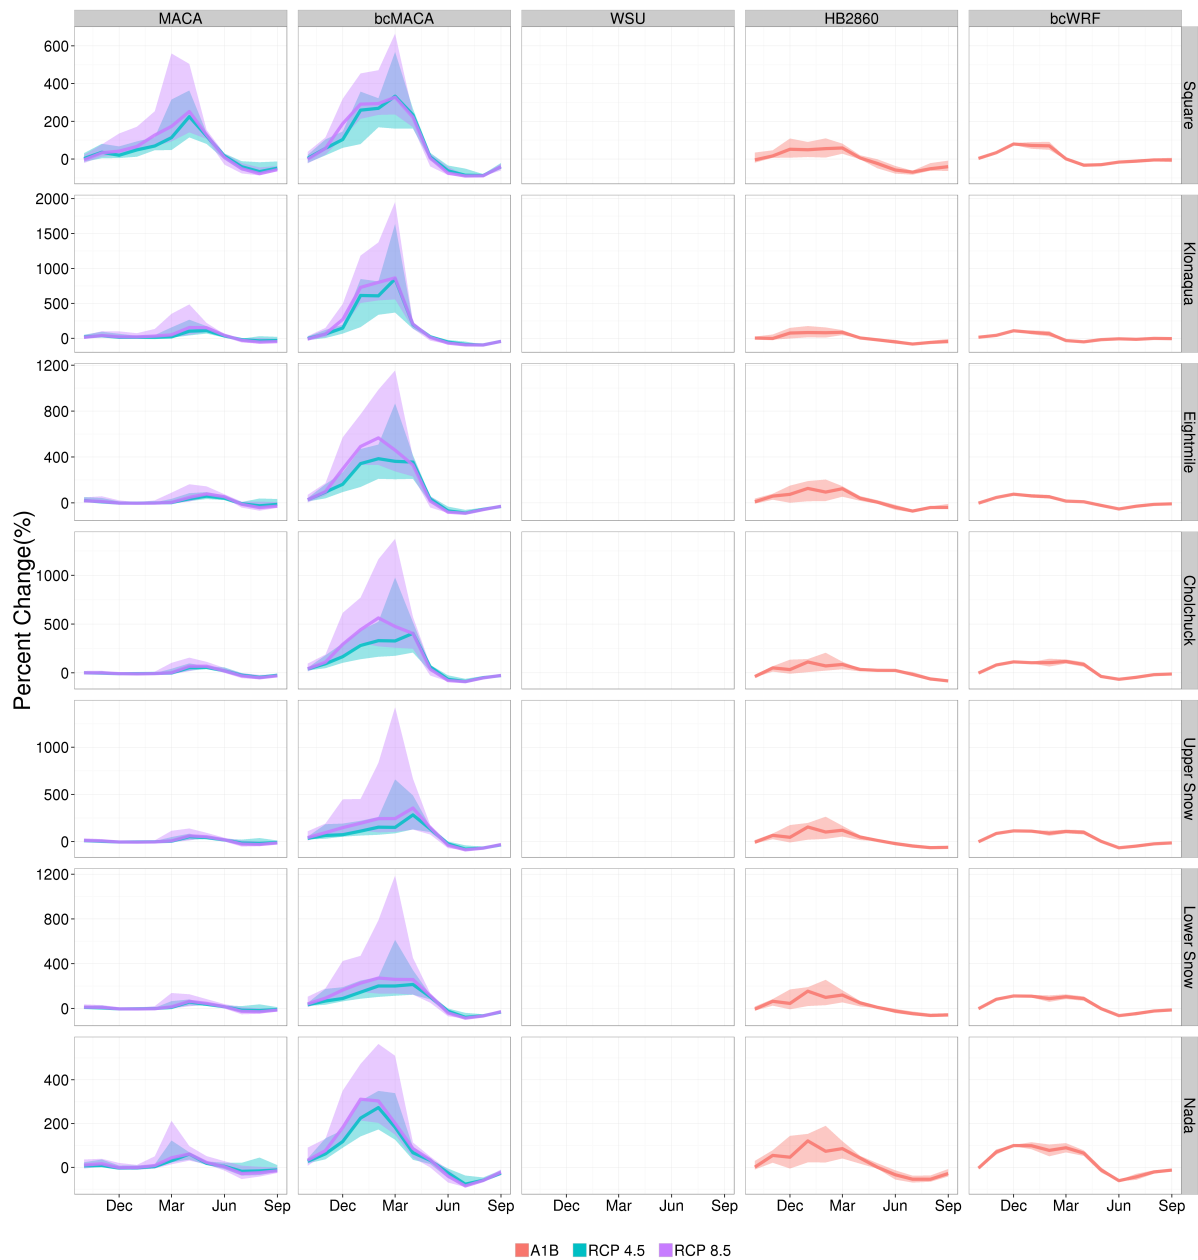 MACA bcMACA WSU HB2860 bcWRF
Percent Change(%)
600
400
200
0
Square
2000
1500
1000
500
0
Klonaqua
1200
800
400
0
Eightmile
1000
500
0
Cholchuck
1000
500
0
Upper Snow
1200
800
400
0
Lower Snow
400
200
0
Nada
Dec Mar Jun Sep Dec Mar Jun Sep Dec Mar Jun Sep Dec Mar Jun Sep Dec Mar Jun Sep
A1B RCP 4.5 RCP 8.5